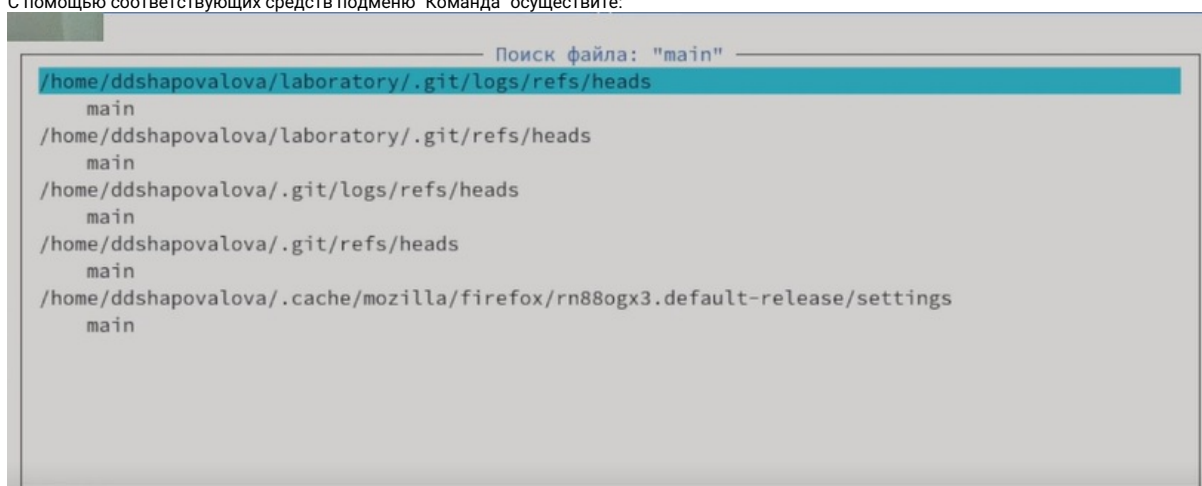 С помощью соответствующих средств подменю "Команда" осуществите:
Поиск файла: "main"
/home/ddshapovalova/laboratory/.git/logs/refs/heads
main
/home/ddshapovalova/laboratory/.git/refs/heads
main
/home/ddshapovalova/.git/logs/refs/heads
main
/home/ddshapovalova/.git/refs/heads
main
/home/ddshapovalova/.cache/mozilla/firefox/rn88ogx3.default-release/settings
main